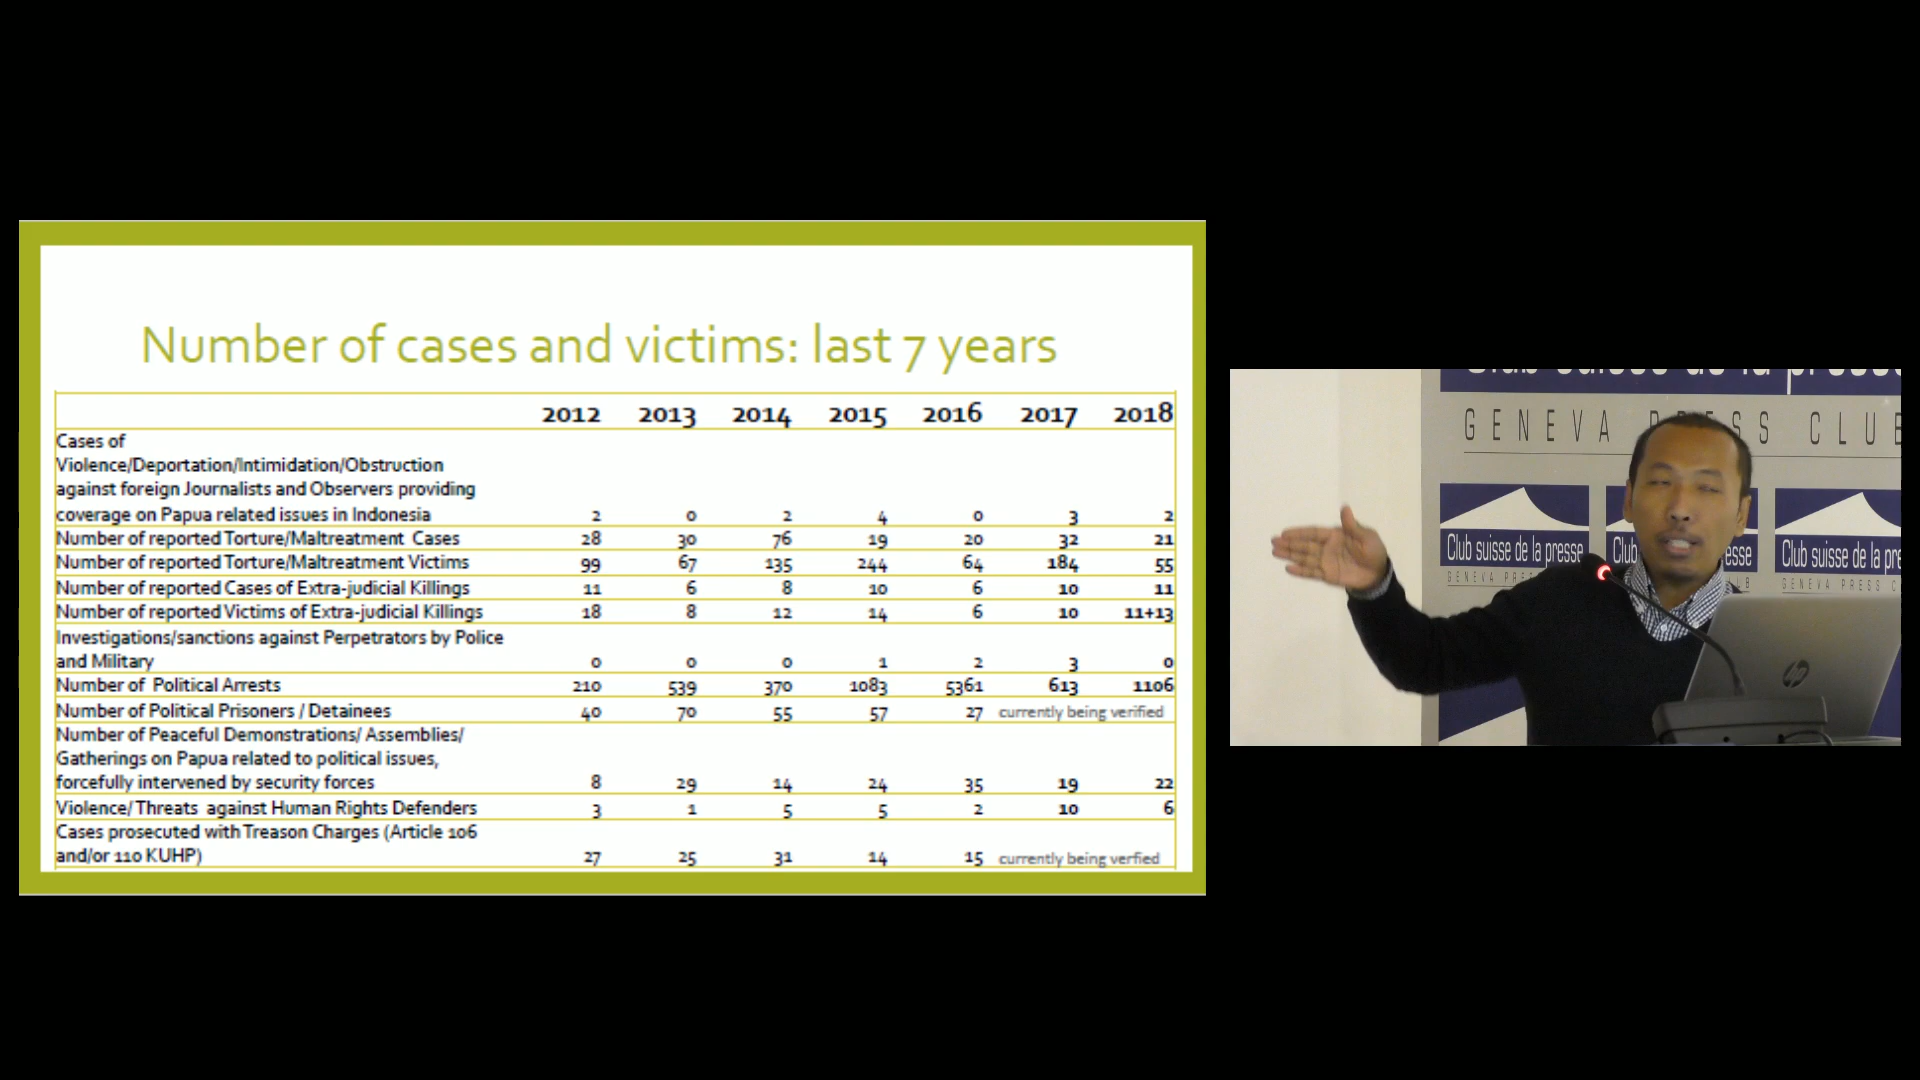 Number of cases and victims: last 7 years
2012 2013 2014 2015 2016 2017 2018
Cases of
Violence/Deportation/Intimidation/Obstruction
against foreign Journalists and Observers providing
coverage on Papua related issues in Indonesia 2 0 2 4 0 3 2
Number of reported Torture/Maltreatment Cases 28 30 76 19 20 32 21
Number of reported Torture/Maltreatment Victims 99 67 135 244 64 184 55
Number of reported Cases of Extra-judicial Killings 11 6 8 10 6 10 11
Number of reported Victims of Extra-judicial Killings 18 8 12 14 6 10 11+13
Investigations/sanctions against Perpetrators by Police
and Military 0 0 0 1 2 3 0
Number of Political Arrests 210 539 370 1083 5361 613 1106
Number of Political Prisoners / Detainees 40 70 55 57 27 currently being verified
Number of Peaceful Demonstrations/ Assemblies/
Gatherings on Papua related to political issues,
forcefully intervened by security forces 8 29 14 24 35 19 22
Violence/ Threats against Human Rights Defenders 3 1 5 5 2 10 6
Cases prosecuted with Treason Charges (Article 106
and/or 110 KUHP) 27 25 31 14 15 currently being verfied
Club suisse de la presse
GENEVA PRESS CLUB
Club suisse de la presse
Club esse
Club suisse de la pre
hp